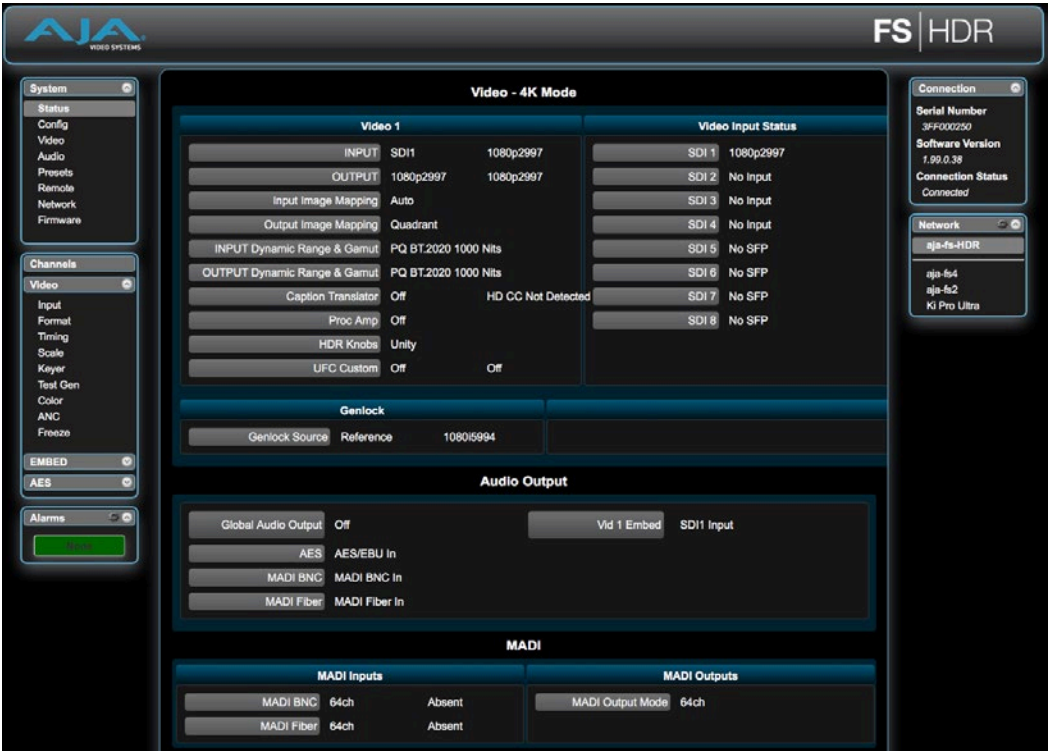 AJA VIDEO SYSTEMS
FS HDR
System
Status
Config
Video
Audio
Presets
Remote
Network
Firmware
Channels
Video
Input
Format
Timing
Scale
Keyer
Test Gen
Color
ANC
Freeze
EMBED
AES
Alarms
None
Video - 4K Mode
Video 1
INPUT SDI1 1080p2997
OUTPUT 1080p2997 1080p2997
Input Image Mapping Auto
Output Image Mapping Quadrant
INPUT Dynamic Range & Gamut PQ BT.2020 1000 Nits
OUTPUT Dynamic Range & Gamut PQ BT.2020 1000 Nits
Caption Translator Off HD CC Not Detected
Proc Amp Off
HDR Knobs Unity
UFC Custom Off Off
Video Input Status
SDI 1 1080p2997
SDI 2 No Input
SDI 3 No Input
SDI 4 No Input
SDI 5 No SFP
SDI 6 No SFP
SDI 7 No SFP
SDI 8 No SFP
Genlock
Genlock Source Reference 1080i5994
Audio Output
Global Audio Output Off
AES AES/EBU In
MADI BNC MADI BNC In
MADI Fiber MADI Fiber In
Vid 1 Embed SDI1 Input
MADI
MADI Inputs
MADI BNC 64ch Absent
MADI Fiber 64ch Absent
MADI Outputs
MADI Output Mode 64ch
Connection
Serial Number
3FF000250
Software Version
1.99.0.38
Connection Status
Connected
Network
aja-fs-HDR
aja-fs4
aja-fs2
Ki Pro Ultra